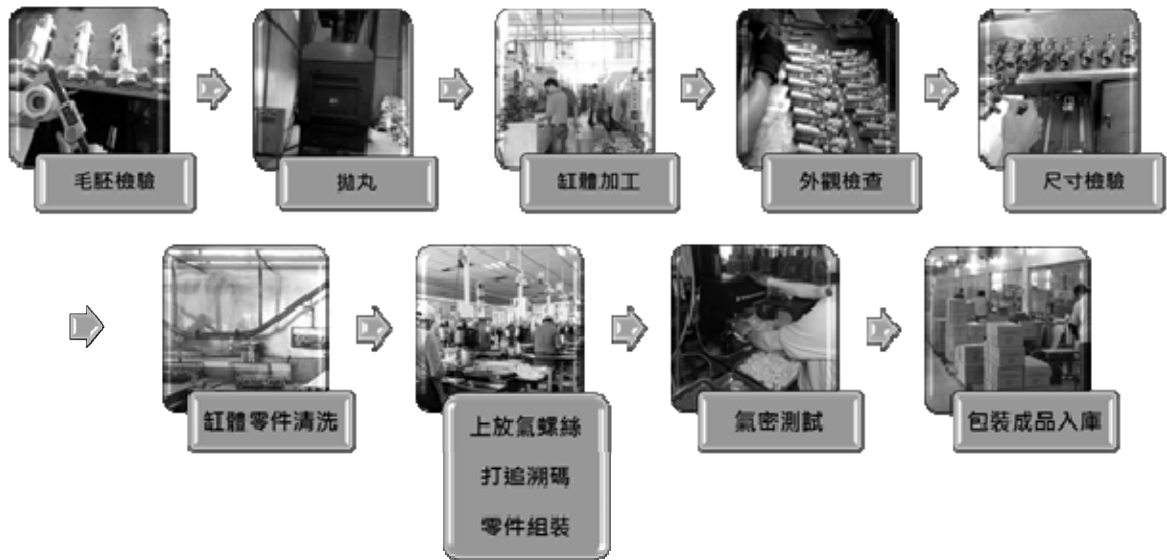 毛胚檢驗
拋丸
缸體加工
外觀檢查
尺寸檢驗
缸體零件清洗
上放氣螺絲
打追溯碼
零件組裝
氣密測試
包裝成品入庫